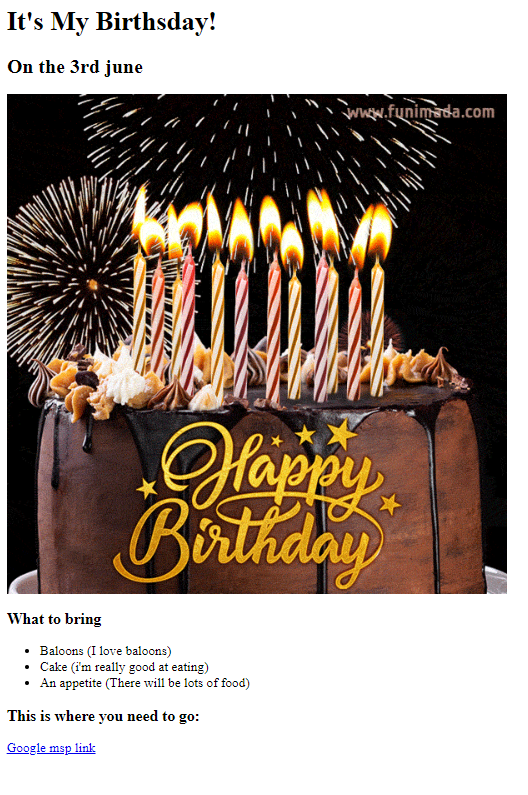 It's My Birthsday!
On the 3rd june
www.funimada.com
Happy
Birthday
What to bring
Baloons (I love baloons)
Cake (i'm really good at eating)
An appetite (There will be lots of food)
This is where you need to go:
Google msp link